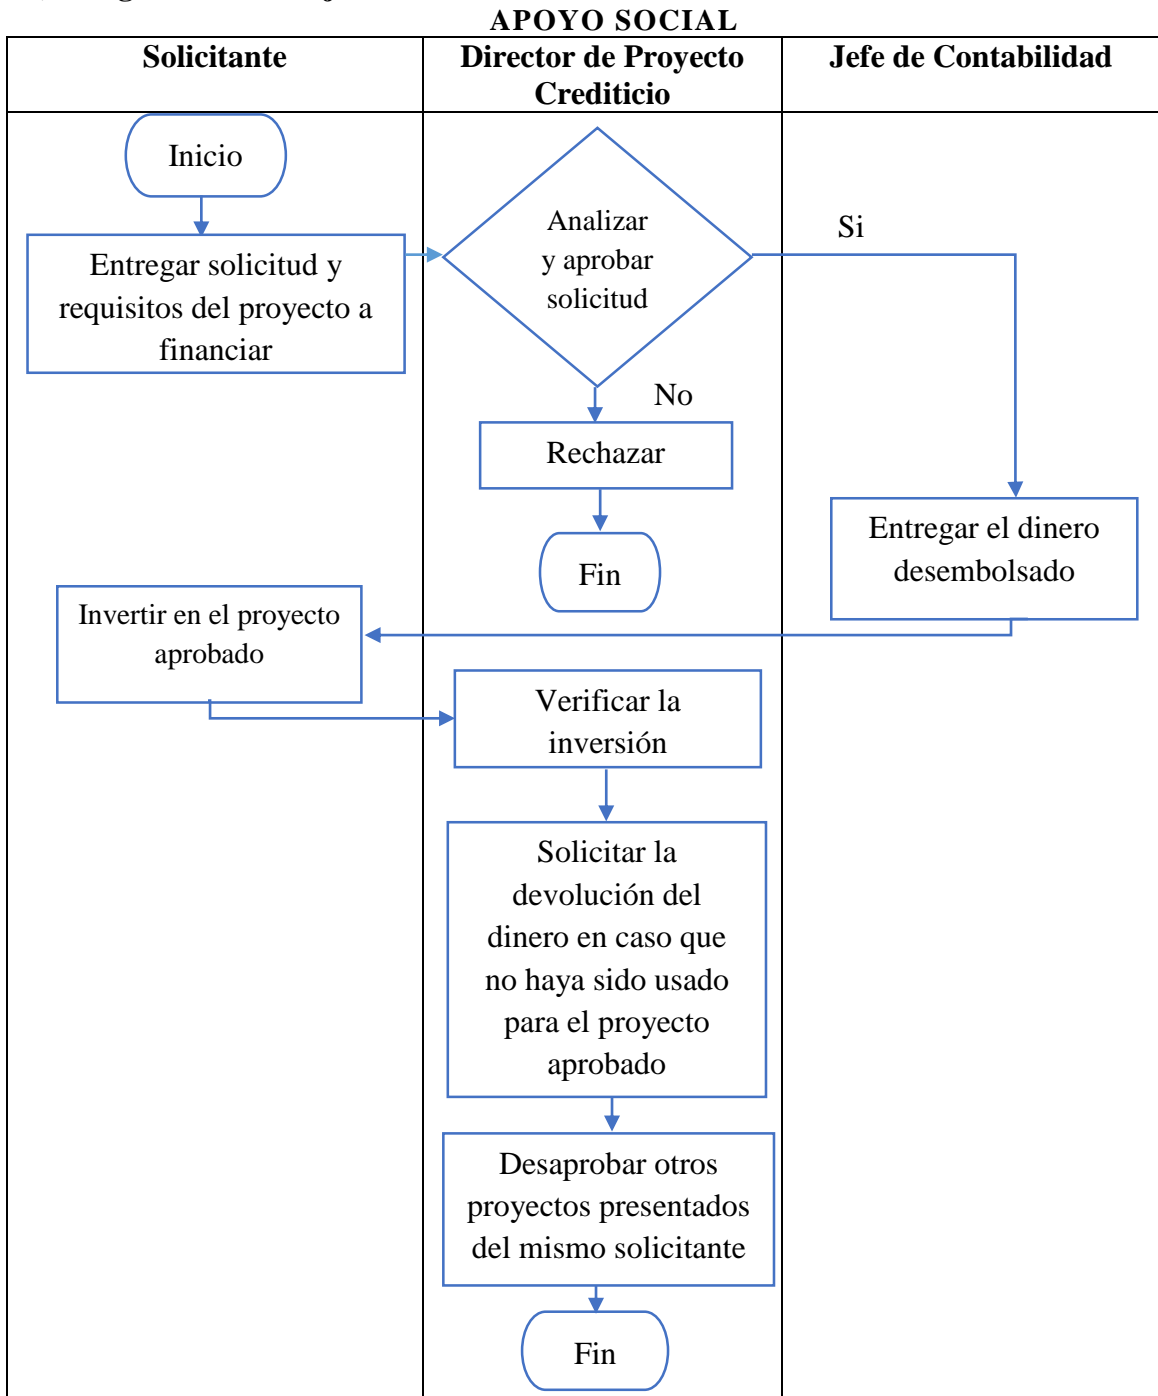 APOYO SOCIAL
Solicitante
Director de Proyecto
Crediticio
Jefe de Contabilidad
Inicio
Entregar solicitud y
requisitos del proyecto a
financiar
Analizar
y aprobar
solicitud
Si
No
Rechazar
Fin
Entregar el dinero
desembolsado
Invertir en el proyecto
aprobado
Verificar la
inversión
Solicitar la
devolución del
dinero en caso que
no haya sido usado
para el proyecto
aprobado
Desaprobar otros
proyectos presentados
del mismo solicitante
Fin